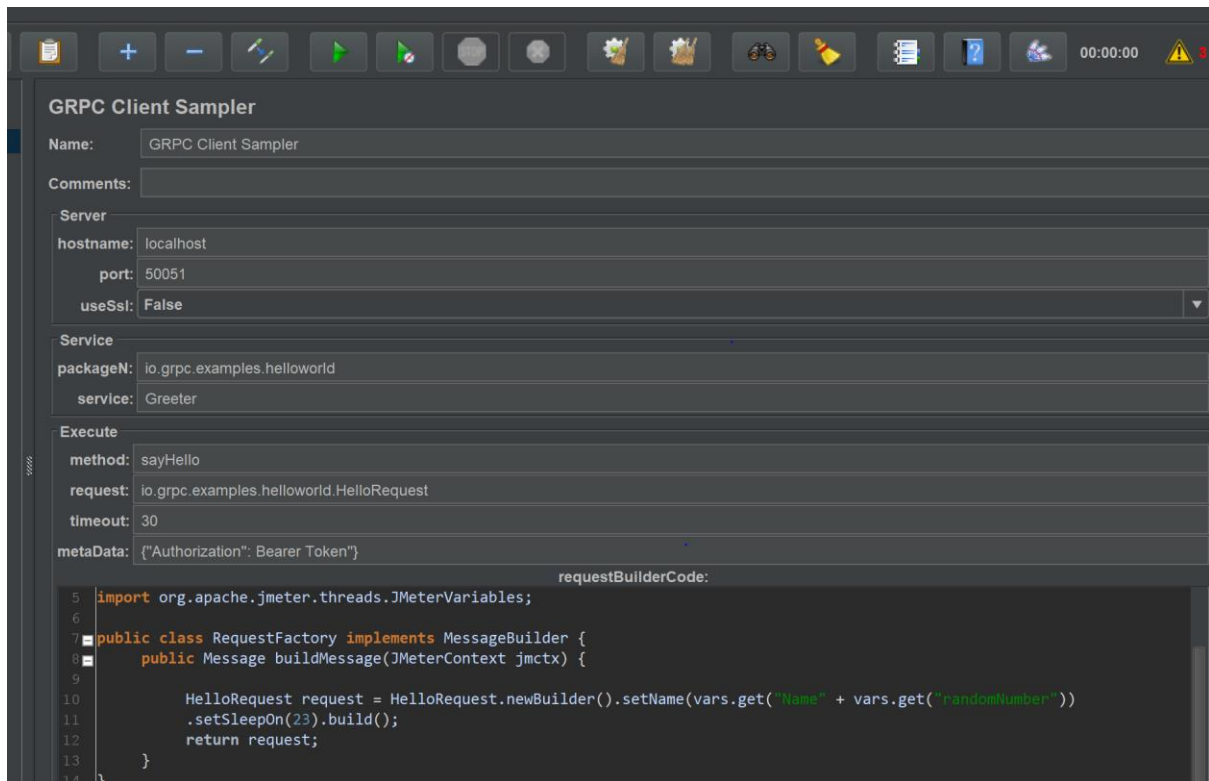 00:00:00
GRPC Client Sampler
Name: GRPC Client Sampler
Comments:
Server
hostname: localhost
port: 50051
useSsl: False
Service
packageN: io.grpc.examples.helloworld
service: Greeter
Execute
method: sayHello
request: io.grpc.examples.helloworld.HelloRequest
timeout: 30
metaData: {"Authorization": Bearer Token"}
requestBuilderCode:
5 import org.apache.jmeter.threads.JMeterVariables;
6
7 public class RequestFactory implements MessageBuilder {
8 public Message buildMessage(JMeterContext jmctx) {
9
10 HelloRequest request = HelloRequest.newBuilder().setName(vars.get("Name" + vars.get("randomNumber"))
11 .setSleepOn(23).build();
12 return request;
13 }
14 }